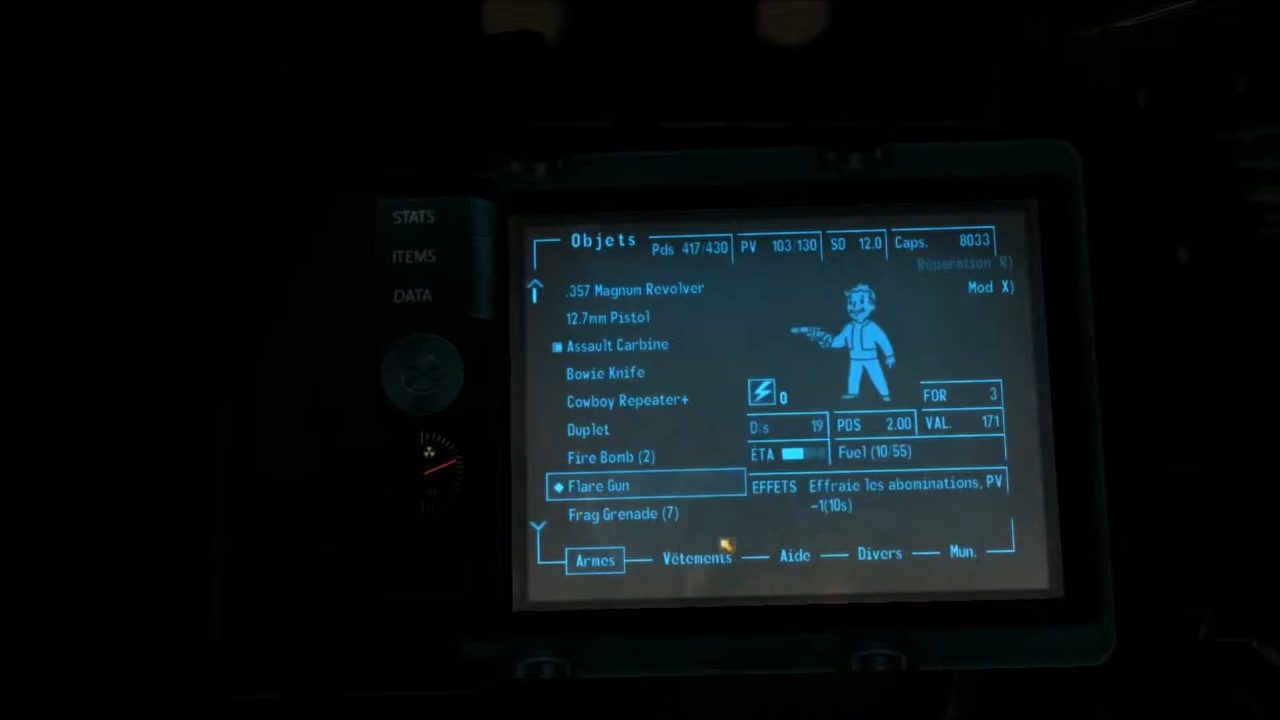 STATS
ITEMS
DATA
Objets
Pds 417/430
PV 103/130
SD 12.0
Caps. 8033
Réparation R)
Mod X)
.357 Magnum Revolver
12.7mm Pistol
Assault Carbine
Bowie Knife
Cowboy Repeater+
Duplet
Fire Bomb (2)
Flare Gun
Frag Grenade (7)
0
FOR 3
D:s 19
PDS 2.00
VAL. 171
ÉTA
Fuel (10/55)
EFFETS Effraie les abominations, PV
-1(10s)
Armes Vêtements Aide Divers Mun.